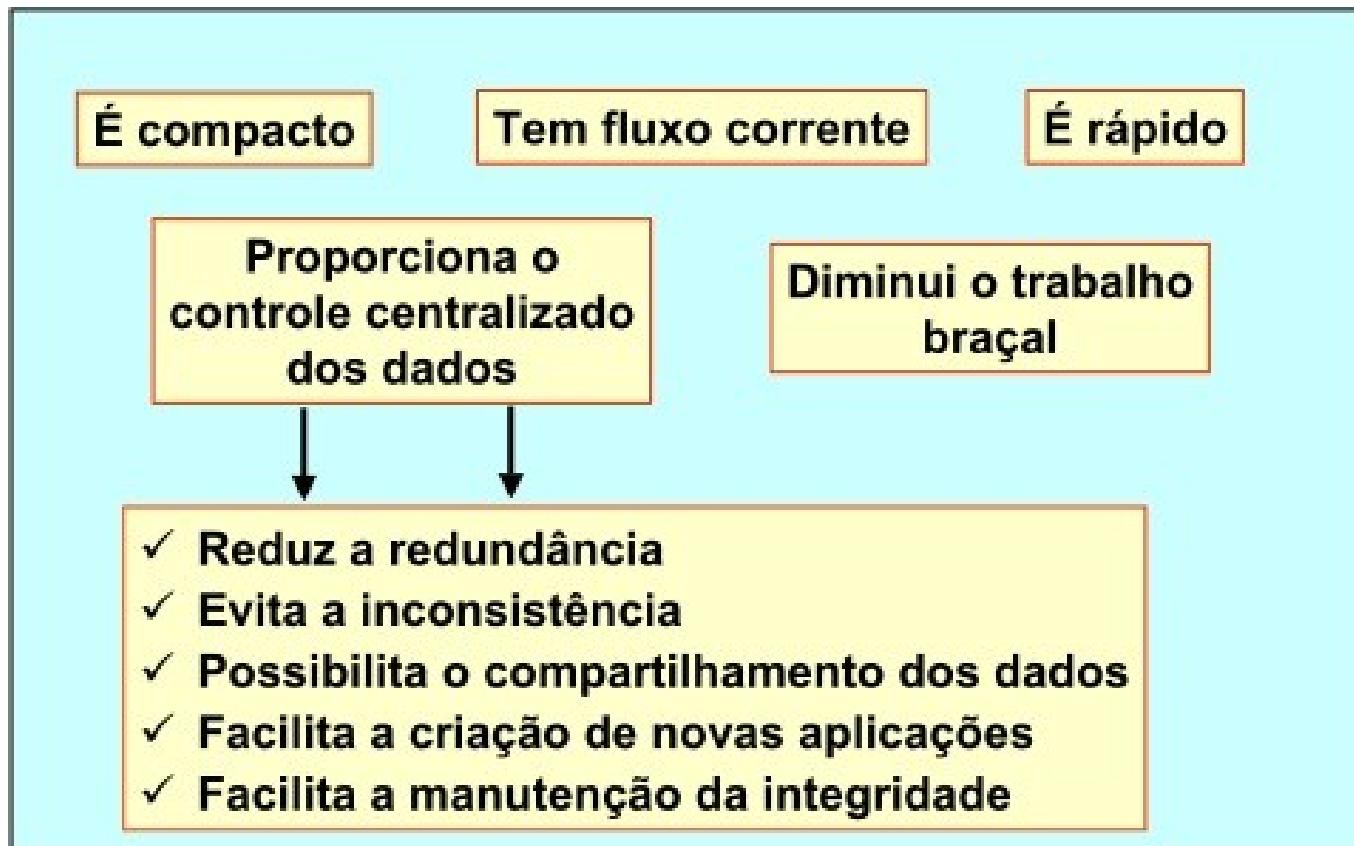 É compacto
Tem fluxo corrente
É rápido
Proporciona o
controle centralizado
dos dados
Diminui o trabalho
braçal
✓ Reduz a redundância
✓ Evita a inconsistência
✓ Possibilita o compartilhamento dos dados
✓ Facilita a criação de novas aplicações
✓ Facilita a manutenção da integridade